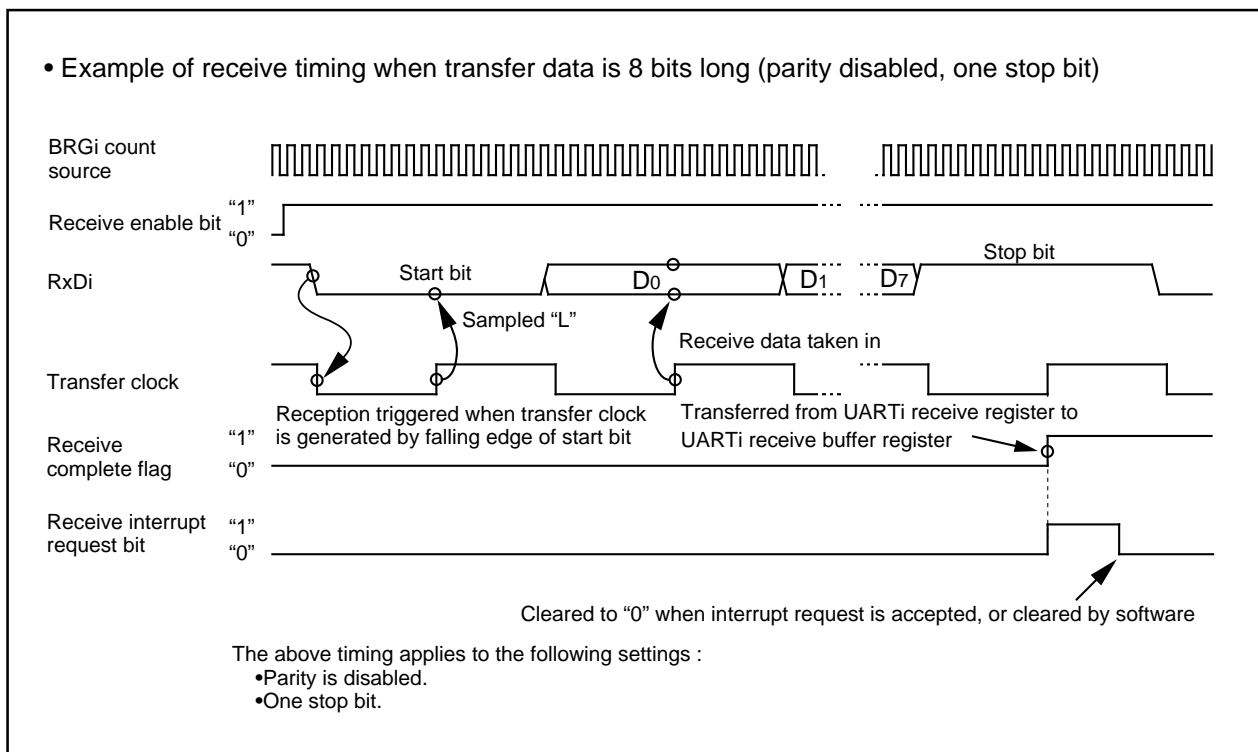 • Example of receive timing when transfer data is 8 bits long (parity disabled, one stop bit)
BRGi count
source
Receive enable bit
“1”
“0”
RxDi
Start bit
D0
D1
D7
Stop bit
Sampled “L”
Receive data taken in
Transfer clock
Reception triggered when transfer clock
is generated by falling edge of start bit
Transferred from UARTi receive register to
UARTi receive buffer register
Receive
complete flag
“1”
“0”
Receive interrupt
request bit
“1”
“0”
Cleared to “0” when interrupt request is accepted, or cleared by software
The above timing applies to the following settings :
•Parity is disabled.
•One stop bit.